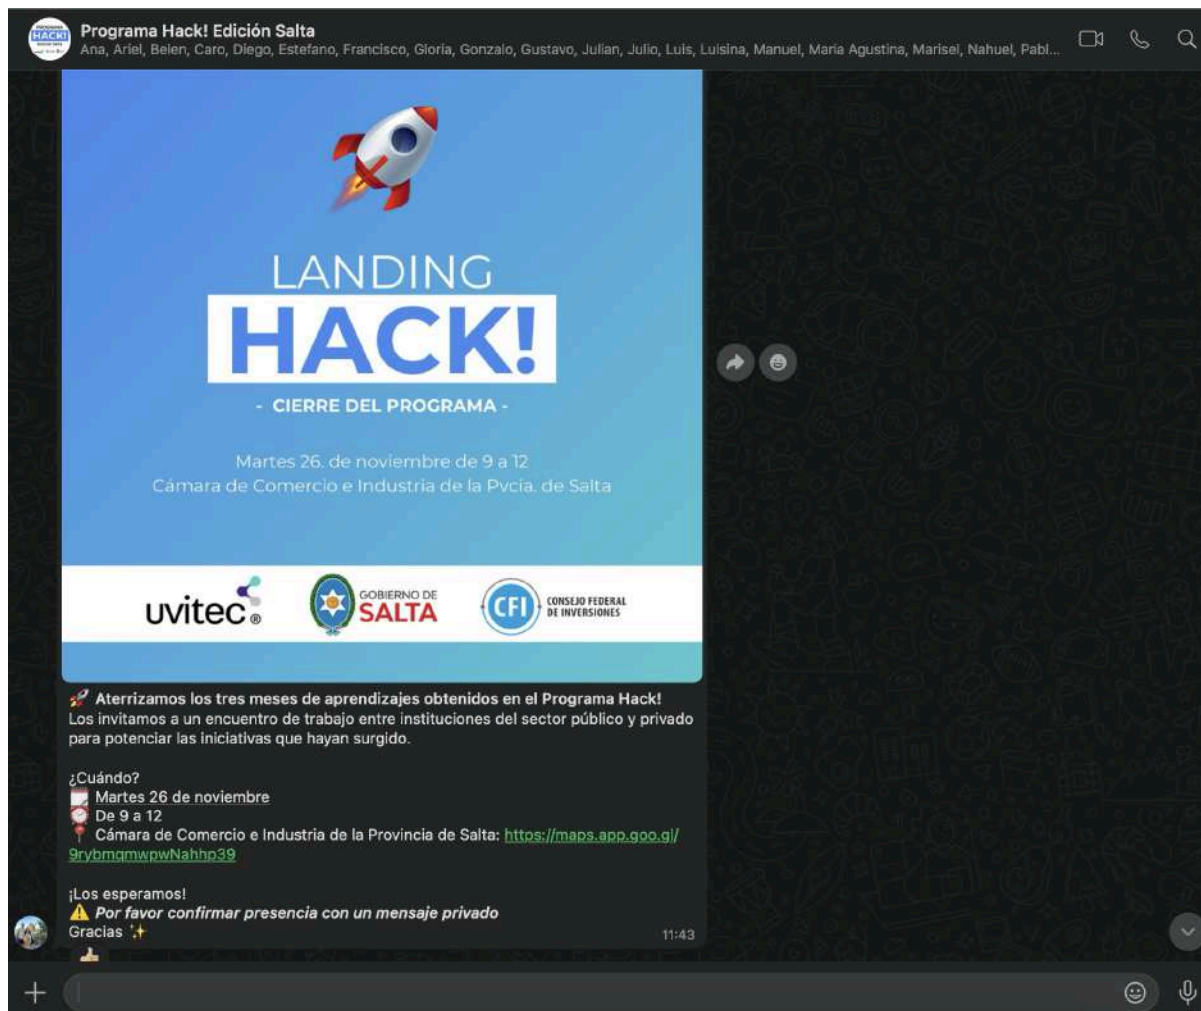 Programa Hack! Edición Salta
Ana, Ariel, Belen, Caro, Diego, Estefano, Francisco, Gloria, Gonzalo, Gustavo, Julian, Julio, Luis, Luisina, Manuel, Maria Agustina, Marisel, Nahuel, Pabl...
HACK!
LANDING
HACK!
- CIERRE DEL PROGRAMA -
Martes 26. de noviembre de 9 a 12
Cámara de Comercio e Industria de la Pvcia. de Salta
uvitec®
GOBIERNO DE
SALTA
CFI
CONSEJO FEDERAL
DE INVERSIONES
🚀 Aterrizamos los tres meses de aprendizajes obtenidos en el Programa Hack!
Los invitamos a un encuentro de trabajo entre instituciones del sector público y privado
para potenciar las iniciativas que hayan surgido.
¿Cuándo?
🗓️ Martes 26 de noviembre
⏰ De 9 a 12
📍 Cámara de Comercio e Industria de la Provincia de Salta: https://maps.app.goo.gl/
9rybmqmwpwNahhp39
¡Los esperamos!
⚠️ Por favor confirmar presencia con un mensaje privado
Gracias ✨
11:43